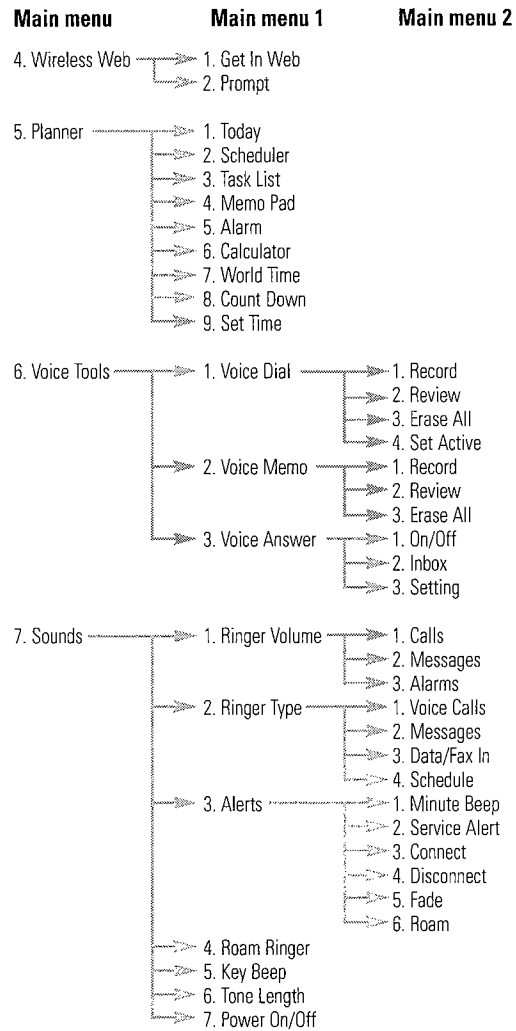 Main menu Main menu 1 Main menu 2
4. Wireless Web 1. Get In Web
2. Prompt
5. Planner 1. Today
2. Scheduler
3. Task List
4. Memo Pad
5. Alarm
6. Calculator
7. World Time
8. Count Down
9. Set Time
6. Voice Tools 1. Voice Dial 1. Record
2. Review
3. Erase All
4. Set Active
2. Voice Memo 1. Record
2. Review
3. Erase All
3. Voice Answer 1. On/Off
2. Inbox
3. Setting
7. Sounds 1. Ringer Volume 1. Calls
2. Messages
3. Alarms
2. Ringer Type 1. Voice Calls
2. Messages
3. Data/Fax In
4. Schedule
3. Alerts 1. Minute Beep
2. Service Alert
3. Connect
4. Disconnect
5. Fade
6. Roam
4. Roam Ringer
5. Key Beep
6. Tone Length
7. Power On/Off